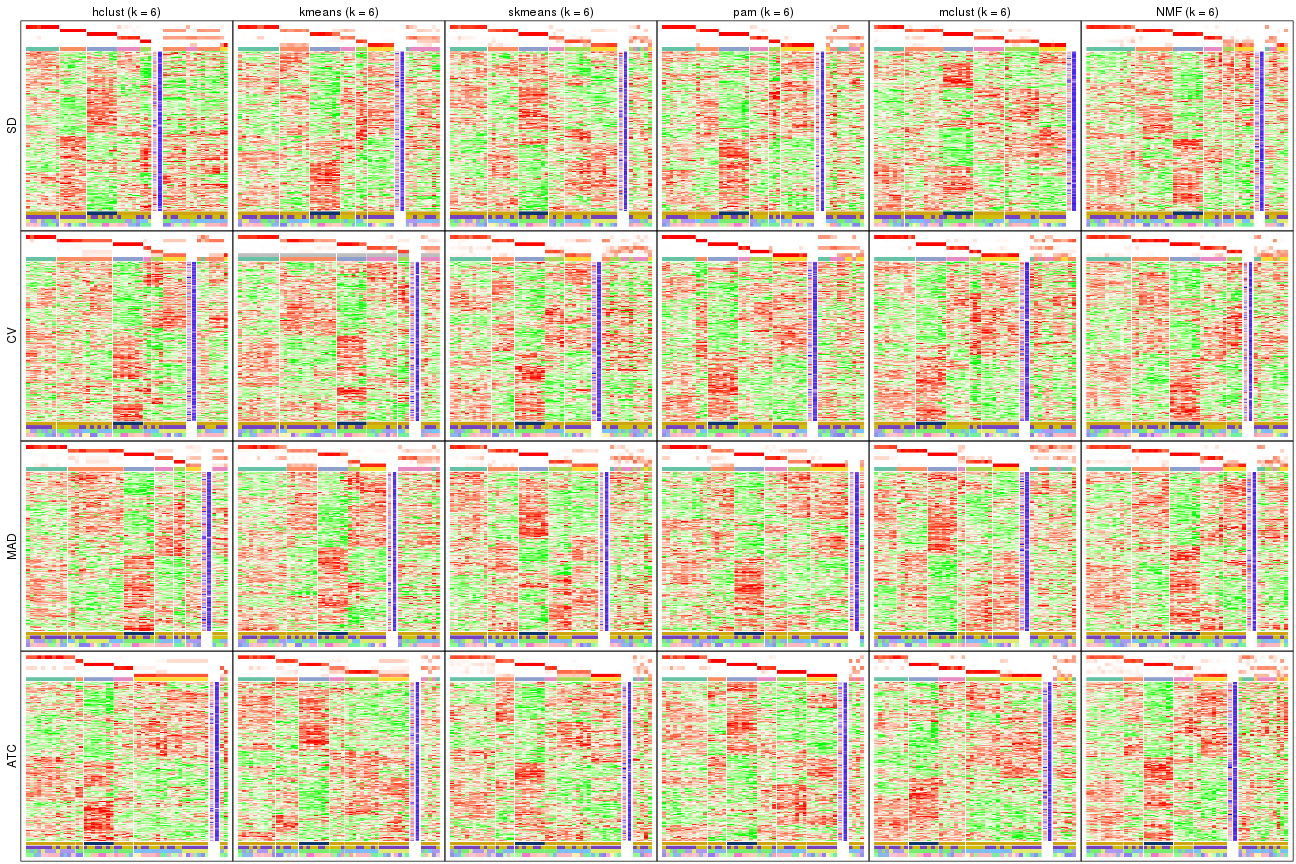 hclust (k = 6) kmeans (k = 6) skmeans (k = 6) pam (k = 6) mclust (k = 6) NMF (k = 6)
SD
CV
MAD
ATC